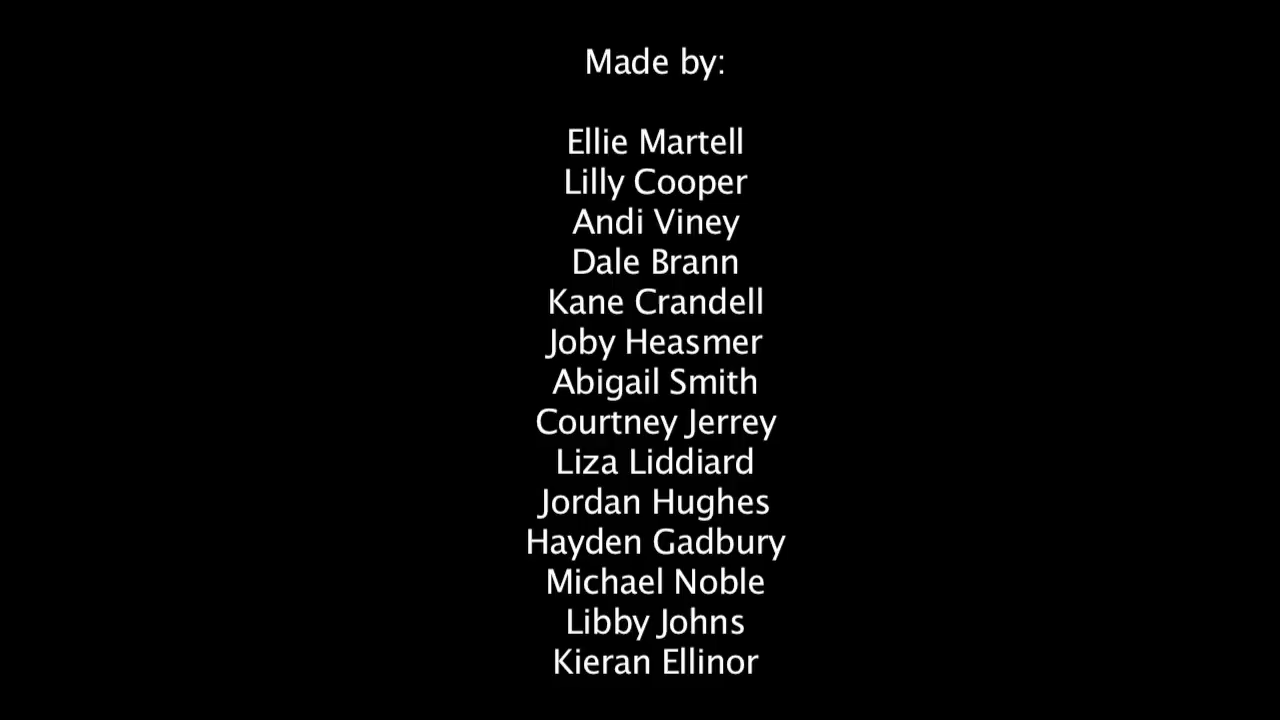 Made by:
Ellie Martell
Lilly Cooper
Andi Viney
Dale Brann
Kane Crandell
Joby Heasmer
Abigail Smith
Courtney Jerrey
Liza Liddiard
Jordan Hughes
Hayden Gadbury
Michael Noble
Libby Johns
Kieran Ellinor